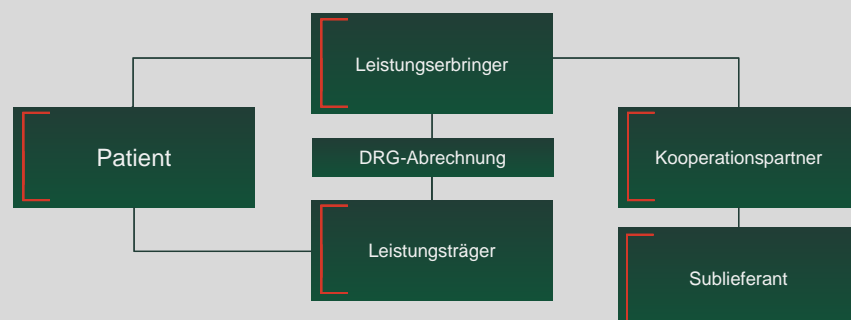 Leistungserbringer
Patient
DRG-Abrechnung
Kooperationspartner
Leistungsträger
Sublieferant